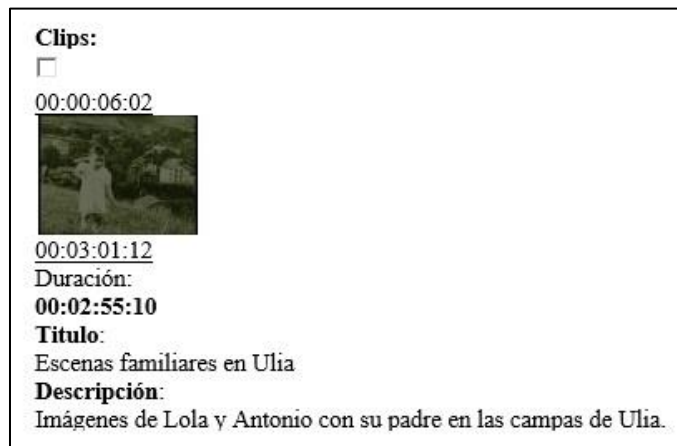 Clips:
00:00:06:02
00:03:01:12
Duración:
00:02:55:10
Titulo:
Escenas familiares en Ulia
Descripción:
Imágenes de Lola y Antonio con su padre en las campas de Ulia.